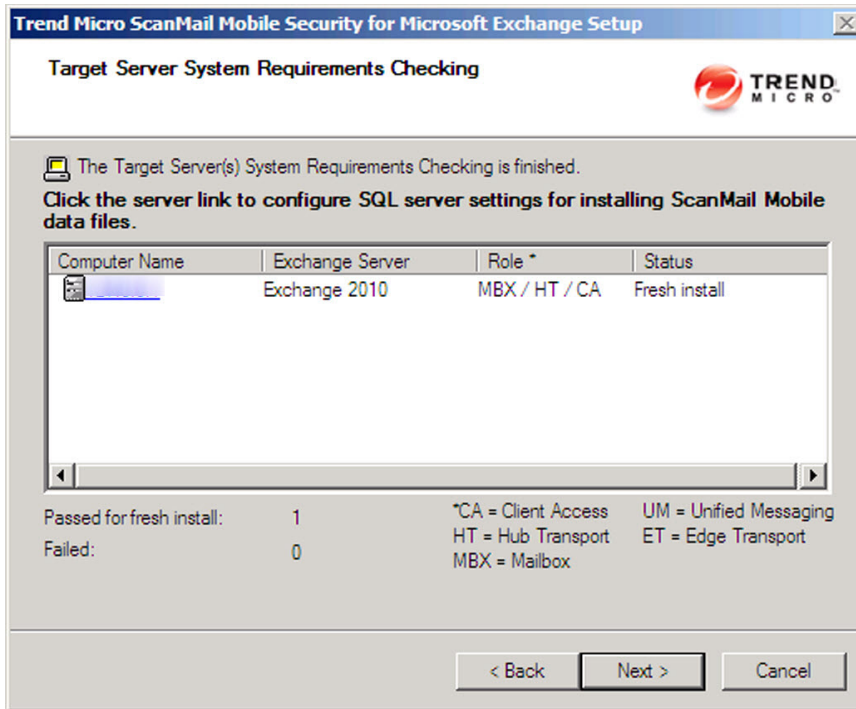 Trend Micro ScanMail Mobile Security for Microsoft Exchange Setup
Target Server System Requirements Checking
TREND
MICRO
The Target Server(s) System Requirements Checking is finished.
Click the server link to configure SQL server settings for installing ScanMail Mobile
data files.
Computer Name Exchange Server Role * Status
Exchange 2010 MBX / HT / CA Fresh install
Passed for fresh install: 1
Failed: 0
*CA = Client Access UM = Unified Messaging
HT = Hub Transport ET = Edge Transport
MBX = Mailbox
< Back Next > Cancel